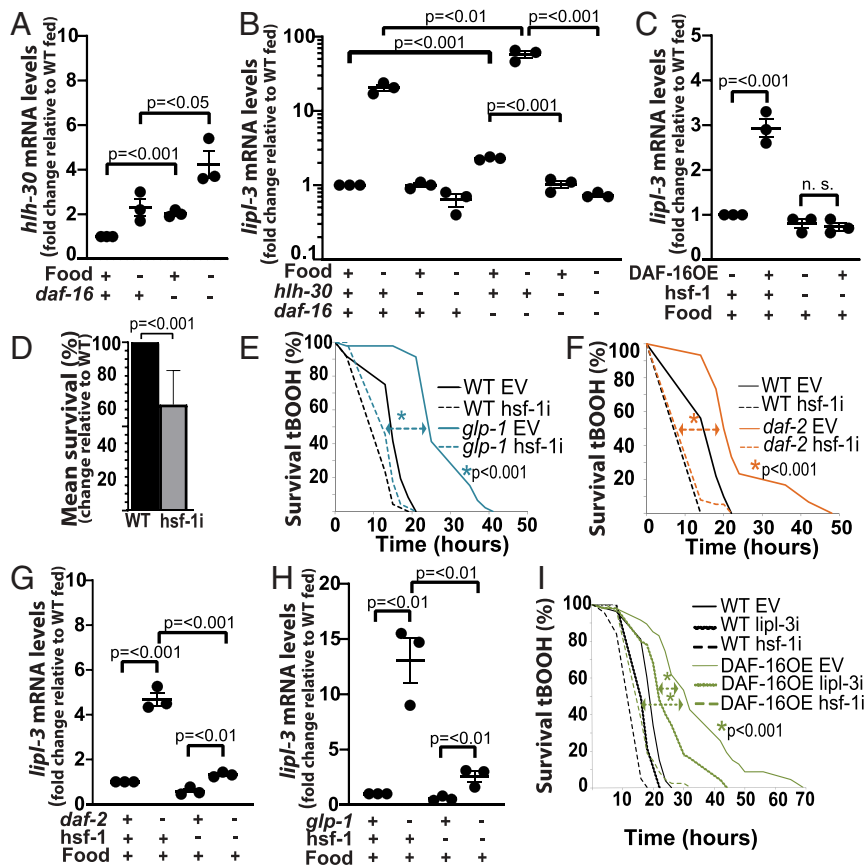 A
hlh-30 mRNA levels
(fold change relative to WT fed)
10
8
6
4
2
0
p=<0.05
p=<0.001
Food + - + -
daf-16 + + - -
B
lipl-3 mRNA levels
(fold change relative to WT fed)
100
10
1
0.1
p=<0.01
p=<0.001
p=<0.001
p=<0.001
Food + - + - + - + -
hlh-30 + + - - + + - -
daf-16 + + + + - - - -
C
lipl-3 mRNA levels
(fold change relative to WT fed)
5
4
3
2
1
0
p=<0.001
n. s.
DAF-16OE - + - +
hsf-1 + + - -
Food + + + +
D
Mean survival (%)
(change relative to WT)
100
80
60
40
20
0
p=<0.001
WT hsf-1i
E
Survival tBOOH (%)
100
80
60
40
20
0 10 20 30 40 50
Time (hours)
WT EV
WT hsf-1i
glp-1 EV
glp-1 hsf-1i
*
*p<0.001
F
Survival tBOOH (%)
100
80
60
40
20
0 10 20 30 40 50
Time (hours)
WT EV
WT hsf-1i
daf-2 EV
daf-2 hsf-1i
*
*p<0.001
G
lipl-3 mRNA levels
(fold change relative to WT fed)
10
8
6
4
2
0
p=<0.001
p=<0.001
p=<0.01
daf-2 + - + -
hsf-1 + + - -
Food + + + +
H
lipl-3 mRNA levels
(fold change relative to WT fed)
20
15
10
5
0
p=<0.01
p=<0.01
p=<0.01
glp-1 + - + -
hsf-1 + + - -
Food + + + +
I
Survival tBOOH (%)
100
80
60
40
20
0
10 20 30 40 50 60 70
Time (hours)
WT EV
WT lipl-3i
WT hsf-1i
DAF-16OE EV
DAF-16OE lipl-3i
DAF-16OE hsf-1i
*
*
*p<0.001